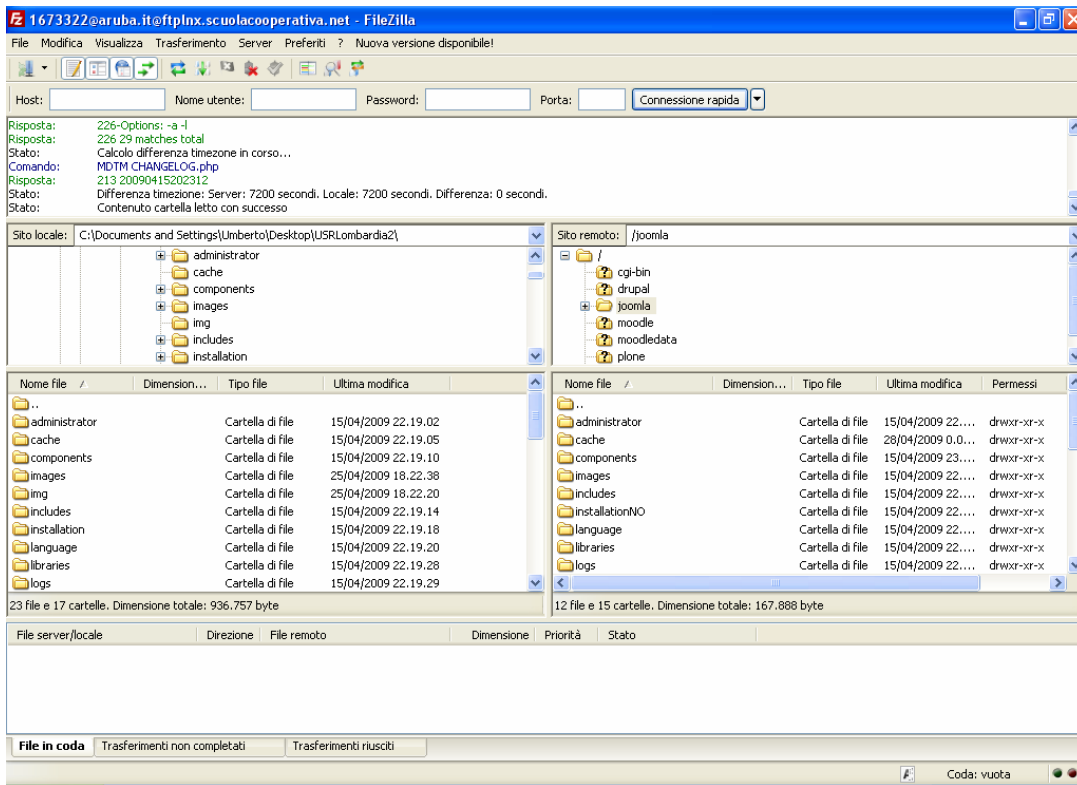 1673322@aruba.it@ftplnx.scuolacooperativa.net - FileZilla
File Modifica Visualizza Trasferimento Server Preferiti ? Nuova versione disponibile!
Host: Nome utente: Password: Porta: Connessione rapida
Risposta: 226-Options: -a -l
Risposta: 226 29 matches total
Stato: Calcolo differenza timezone in corso...
Comando: MDTM CHANGELOG.php
Risposta: 213 20090415202312
Stato: Differenza timezione: Server: 7200 secondi. Locale: 7200 secondi. Differenza: 0 secondi.
Stato: Contenuto cartella letto con successo
Sito locale: C:\Documents and Settings\Umberto\Desktop\USRLombardia2\
administrator
cache
components
images
img
includes
installation
Sito remoto: /joomla
/
cgi-bin
drupal
joomla
moodle
moodledata
plone
Nome file Dimension... Tipo file Ultima modifica
..
administrator Cartella di file 15/04/2009 22.19.02
cache Cartella di file 15/04/2009 22.19.05
components Cartella di file 15/04/2009 22.19.10
images Cartella di file 25/04/2009 18.22.38
img Cartella di file 25/04/2009 18.22.20
includes Cartella di file 15/04/2009 22.19.14
installation Cartella di file 15/04/2009 22.19.18
language Cartella di file 15/04/2009 22.19.20
libraries Cartella di file 15/04/2009 22.19.28
logs Cartella di file 15/04/2009 22.19.29
23 file e 17 cartelle. Dimensione totale: 936.757 byte
Nome file Dimension... Tipo file Ultima modifica Permessi
..
administrator Cartella di file 15/04/2009 22.... drwxr-xr-x
cache Cartella di file 28/04/2009 0.0... drwxr-xr-x
components Cartella di file 15/04/2009 23.... drwxr-xr-x
images Cartella di file 15/04/2009 22.... drwxr-xr-x
includes Cartella di file 15/04/2009 22.... drwxr-xr-x
installationNO Cartella di file 15/04/2009 22.... drwxr-xr-x
language Cartella di file 15/04/2009 22.... drwxr-xr-x
libraries Cartella di file 15/04/2009 22.... drwxr-xr-x
logs Cartella di file 15/04/2009 22.... drwxr-xr-x
12 file e 15 cartelle. Dimensione totale: 167.888 byte
File server/locale Direzione File remoto Dimensione Priorità Stato
File in coda Trasferimenti non completati Trasferimenti riusciti
Coda: vuota